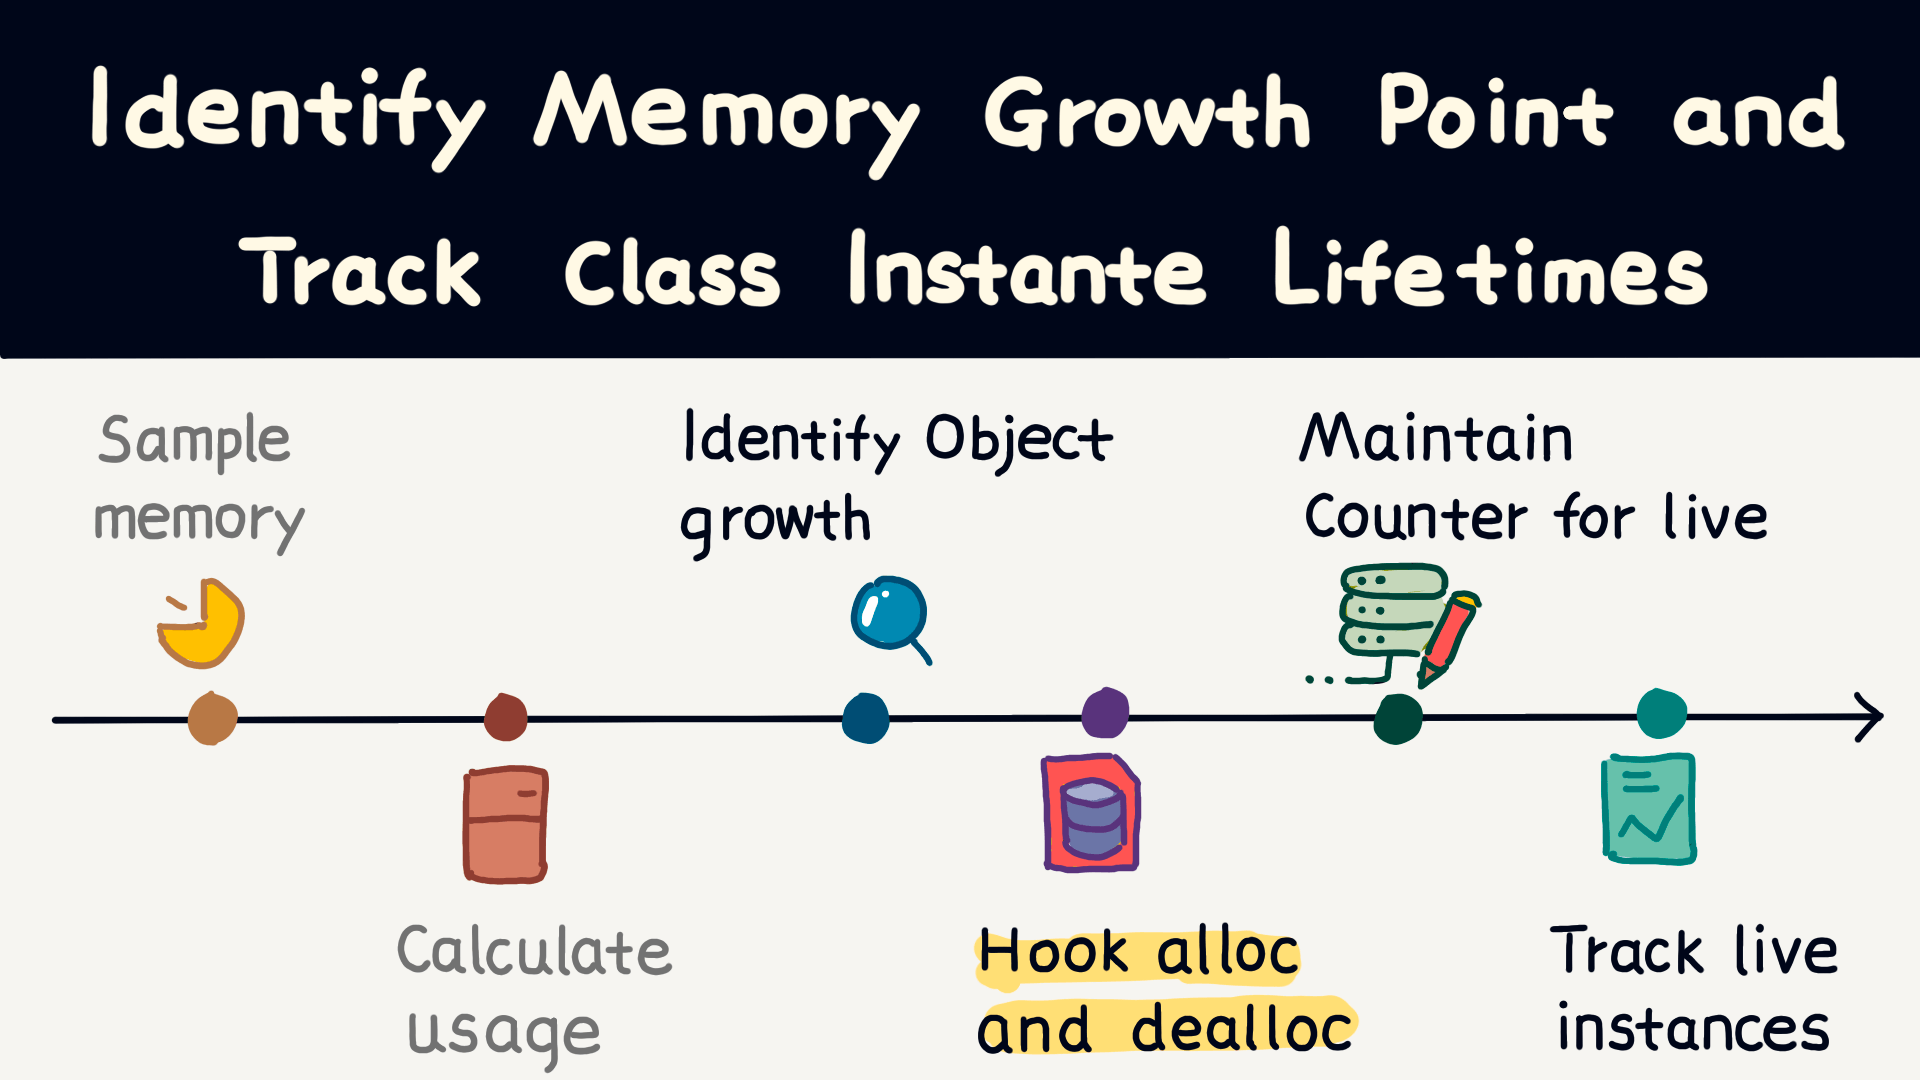 Identify Memory Growth Point and
Track Class Instante Lifetimes
Sample
memory
Identify Object
growth
Maintain
Counter for live
Calculate
usage
Hook alloc
and dealloc
Track live
instances